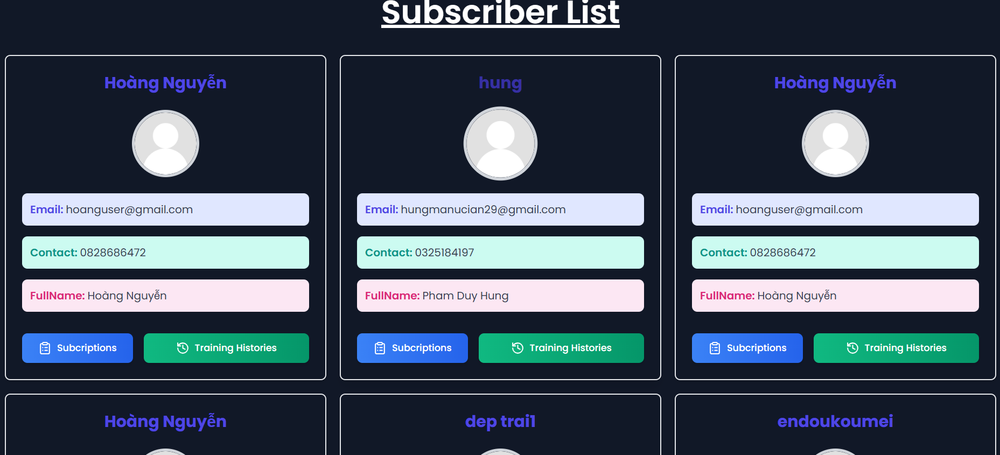 Subscriber List
Hoàng Nguyễn
Email: hoanguser@gmail.com
Contact: 0828686472
FullName: Hoàng Nguyễn
Subcriptions
Training Histories
hung
Email: hungmanucian29@gmail.com
Contact: 0325184197
FullName: Pham Duy Hung
Subcriptions
Training Histories
Hoàng Nguyễn
Email: hoanguser@gmail.com
Contact: 0828686472
FullName: Hoàng Nguyễn
Subcriptions
Training Histories
Hoàng Nguyễn
dep trai1
endoukoumei